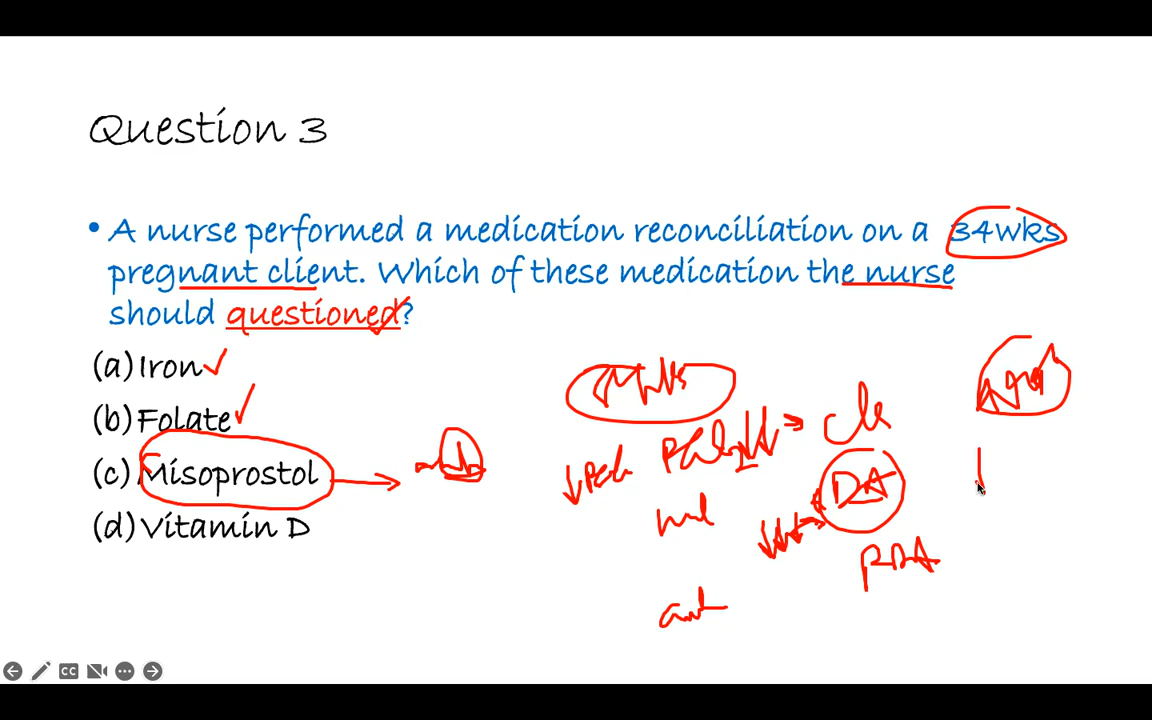 Question 3
• A nurse performed a medication reconciliation on a 34wks
pregnant client. Which of these medication the nurse
should questioned?
(a) Iron
(b) Folate
(c) Misoprostol
(d) Vitamin D
DA
PDA